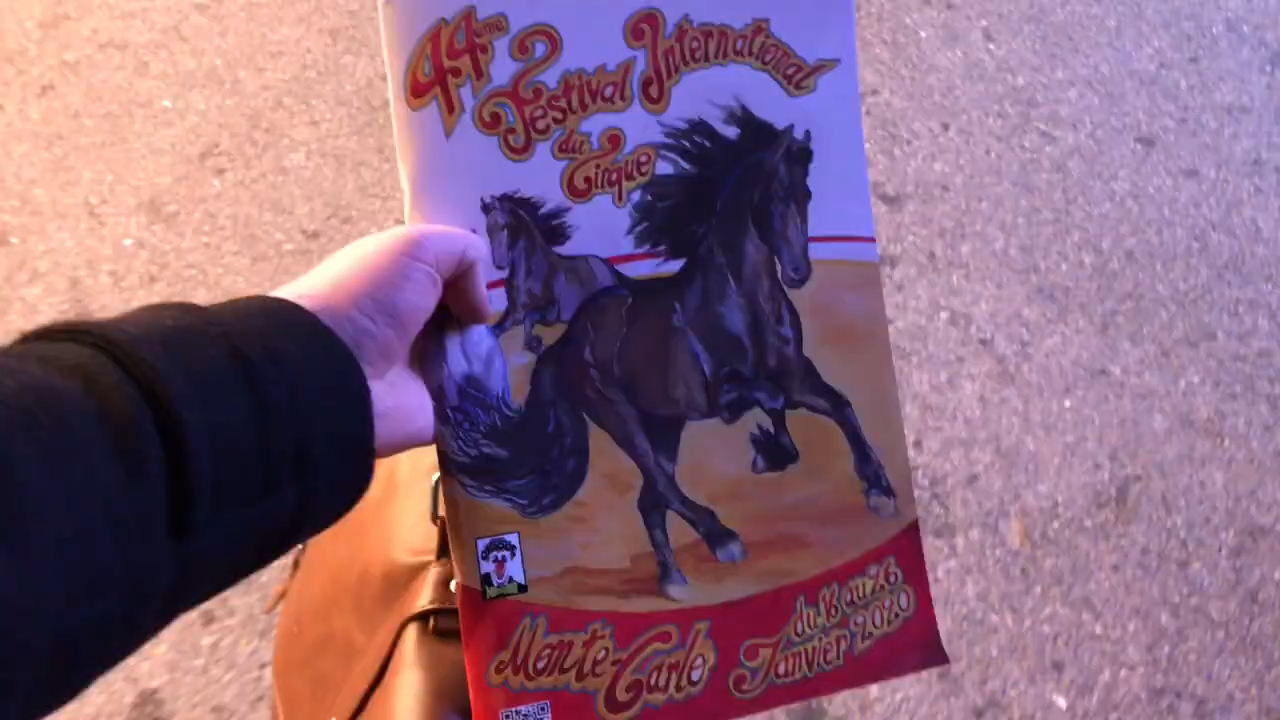 44ème
Festival International
du
Cirque
Monte-Carlo
du 16 au 26
Janvier 2020